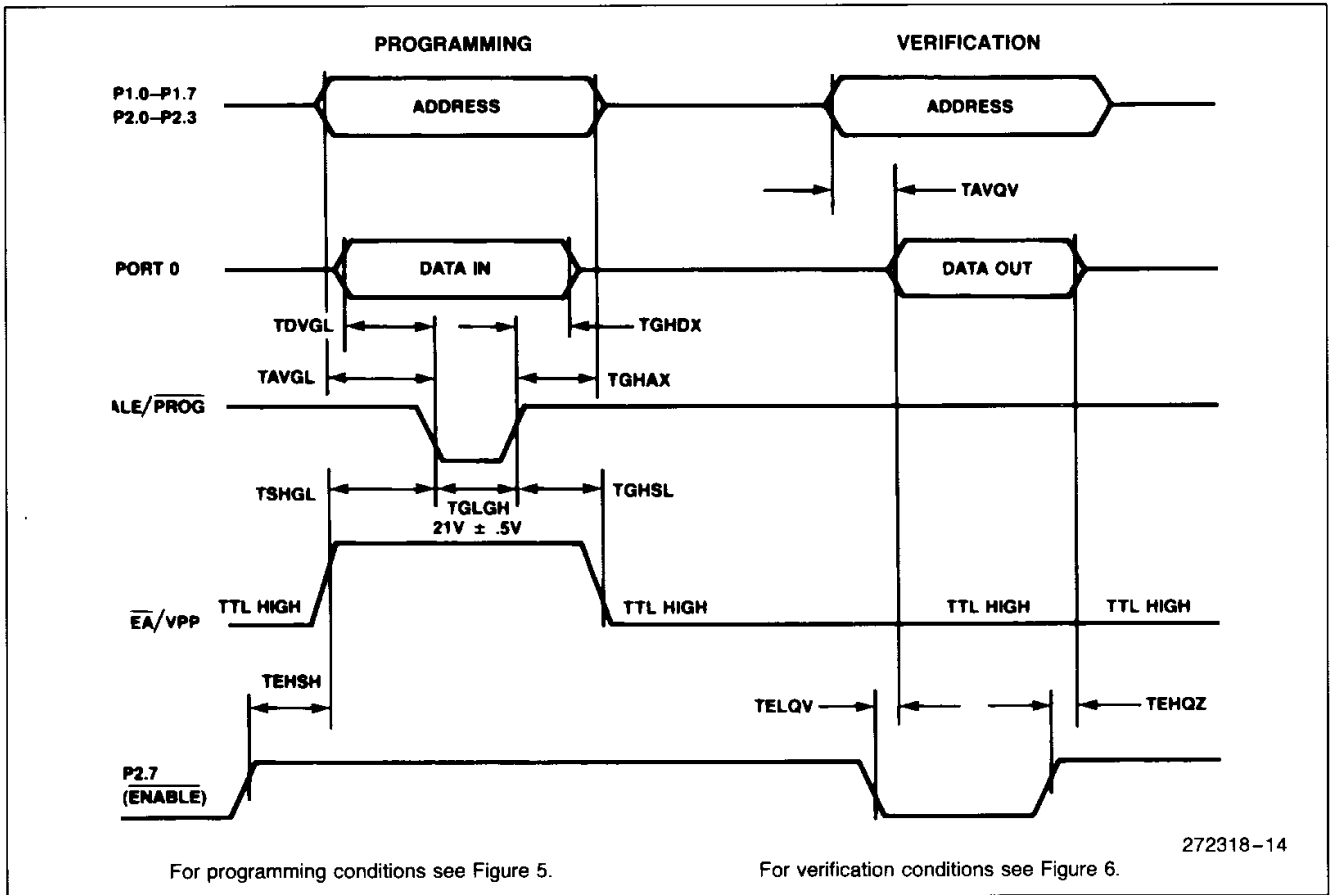 PROGRAMMING VERIFICATION
P1.0–P1.7
P2.0–P2.3
ADDRESS ADDRESS
TAVQV
PORT 0 DATA IN DATA OUT
TDVGL TGHDX
TAVGL TGHAX
ALE/PROG
TSHGL TGLGH TGHSL
21V ± .5V
EA/VPP TTL HIGH TTL HIGH TTL HIGH TTL HIGH
TEHSH
TELQV TEHQZ
P2.7
(ENABLE)
272318–14
For programming conditions see Figure 5. For verification conditions see Figure 6.